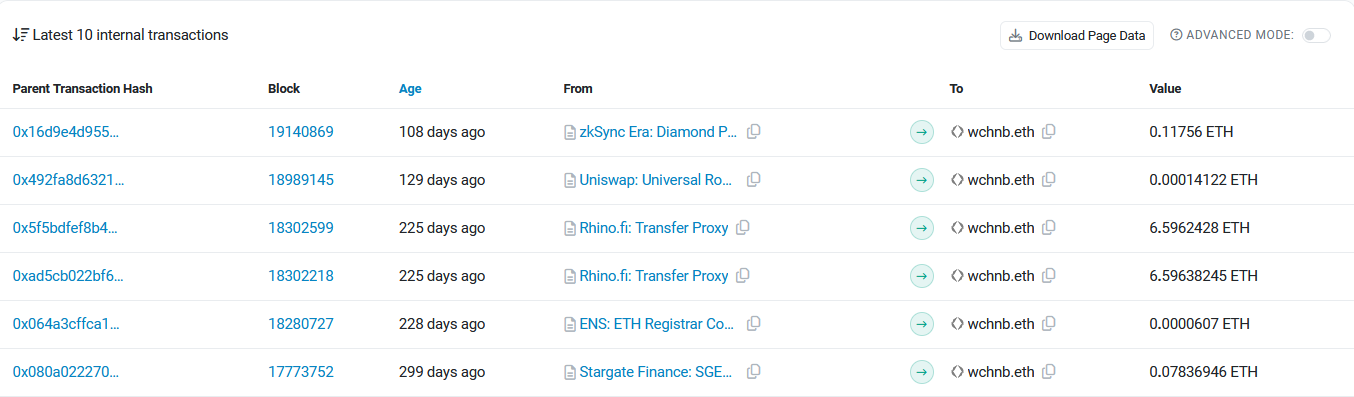 Latest 10 internal transactions Download Page Data ADVANCED MODE:
Parent Transaction Hash Block Age From To Value
0x16d9e4d955... 19140869 108 days ago zkSync Era: Diamond P... wchnb.eth 0.11756 ETH
0x492fa8d6321... 18989145 129 days ago Uniswap: Universal Ro... wchnb.eth 0.00014122 ETH
0x5f5bdfef8b4... 18302599 225 days ago Rhino.fi: Transfer Proxy wchnb.eth 6.5962428 ETH
0xad5cb022bf6... 18302218 225 days ago Rhino.fi: Transfer Proxy wchnb.eth 6.59638245 ETH
0x064a3cffca1... 18280727 228 days ago ENS: ETH Registrar Co... wchnb.eth 0.0000607 ETH
0x080a022270... 17773752 299 days ago Stargate Finance: SGE... wchnb.eth 0.07836946 ETH